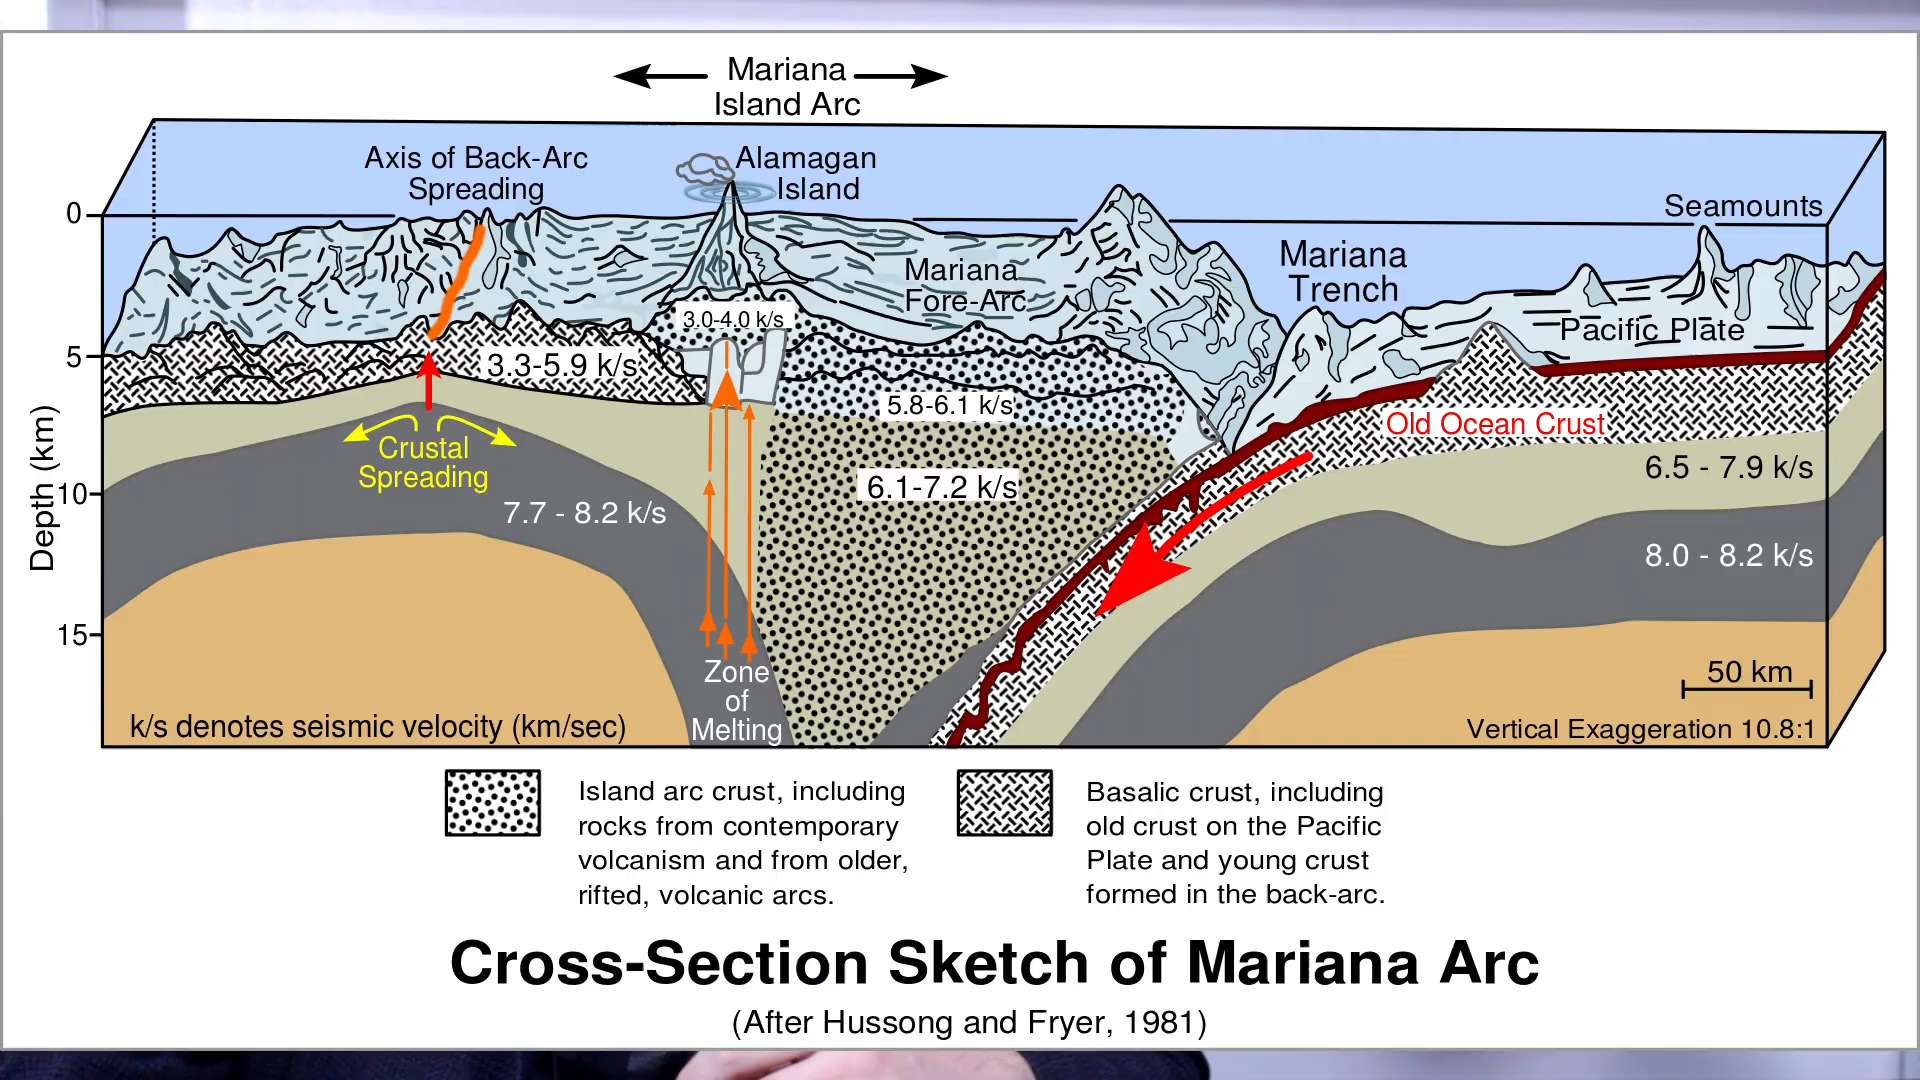 Mariana
Island Arc
Axis of Back-Arc
Spreading
Alamagan
Island
Seamounts
0
Mariana
Fore-Arc
Mariana
Trench
3.0-4.0 k/s
Pacific Plate
5
3.3-5.9 k/s
5.8-6.1 k/s
Old Ocean Crust
Crustal
Spreading
6.1-7.2 k/s
6.5 - 7.9 k/s
Depth (km)
10
7.7 - 8.2 k/s
8.0 - 8.2 k/s
15
Zone
of
Melting
50 km
k/s denotes seismic velocity (km/sec)
Vertical Exaggeration 10.8:1
Island arc crust, including
rocks from contemporary
volcanism and from older,
rifted, volcanic arcs.
Basalic crust, including
old crust on the Pacific
Plate and young crust
formed in the back-arc.
Cross-Section Sketch of Mariana Arc
(After Hussong and Fryer, 1981)